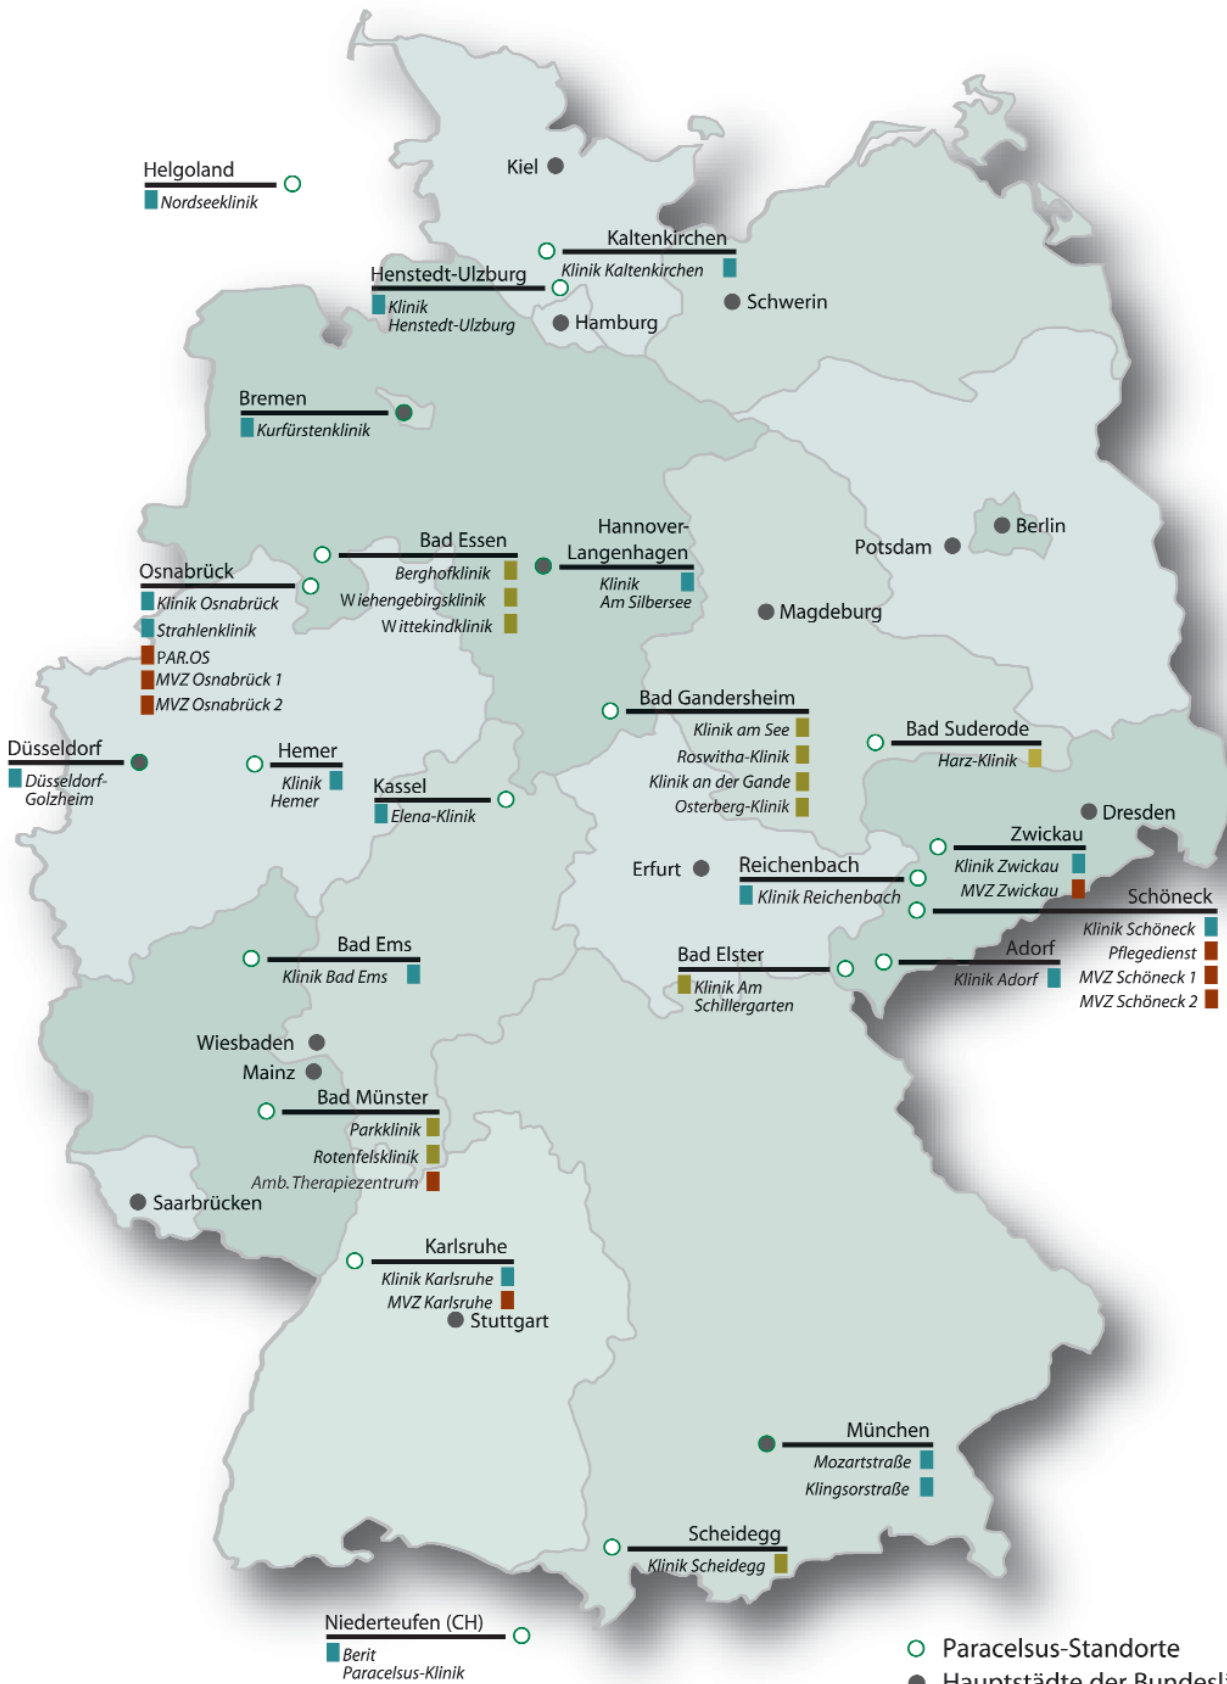 Kiel
Helgoland
Nordseeklinik
Kaltenkirchen
Klinik Kaltenkirchen
Henstedt-Ulzburg
Klinik
Henstedt-Ulzburg
Schwerin
Hamburg
Bremen
Kurfürstenklinik
Hannover-
Langenhagen
Klinik
Am Silbersee
Berlin
Potsdam
Bad Essen
Berghofklinik
Wiehengebirgsklinik
Wittekindklinik
Osnabrück
Klinik Osnabrück
Strahlenklinik
PAR.OS
MVZ Osnabrück 1
MVZ Osnabrück 2
Magdeburg
Bad Gandersheim
Klinik am See
Roswitha-Klinik
Klinik an der Gande
Osterberg-Klinik
Bad Suderode
Harz-Klinik
Düsseldorf
Düsseldorf-
Golzheim
Hemer
Klinik
Hemer
Kassel
Elena-Klinik
Dresden
Zwickau
Klinik Zwickau
MVZ Zwickau
Erfurt
Reichenbach
Klinik Reichenbach
Schöneck
Klinik Schöneck
Pflegedienst
MVZ Schöneck 1
MVZ Schöneck 2
Bad Ems
Klinik Bad Ems
Bad Elster
Klinik Am
Schillergarten
Adorf
Klinik Adorf
Wiesbaden
Mainz
Bad Münster
Parkklinik
Rotenfelsklinik
Amb. Therapiezentrum
Saarbrücken
Karlsruhe
Klinik Karlsruhe
MVZ Karlsruhe
Stuttgart
München
Mozartstraße
Klingsorstraße
Scheidegg
Klinik Scheidegg
Niederteufen (CH)
Berit
Paracelsus-Klinik
Paracelsus-Standorte
Hauptstädte der